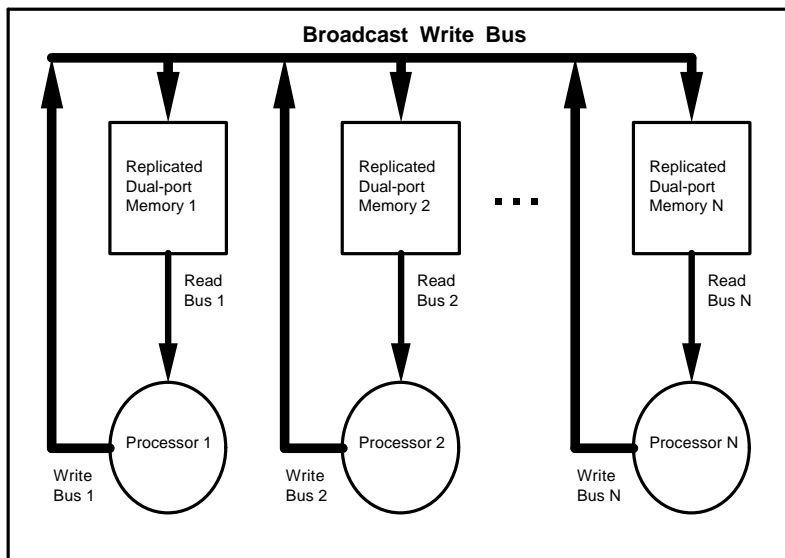 Broadcast Write Bus
Replicated
Dual-port
Memory 1
Replicated
Dual-port
Memory 2
...
Replicated
Dual-port
Memory N
Read
Bus 1
Read
Bus 2
Read
Bus N
Processor 1
Processor 2
Processor N
Write
Bus 1
Write
Bus 2
Write
Bus N